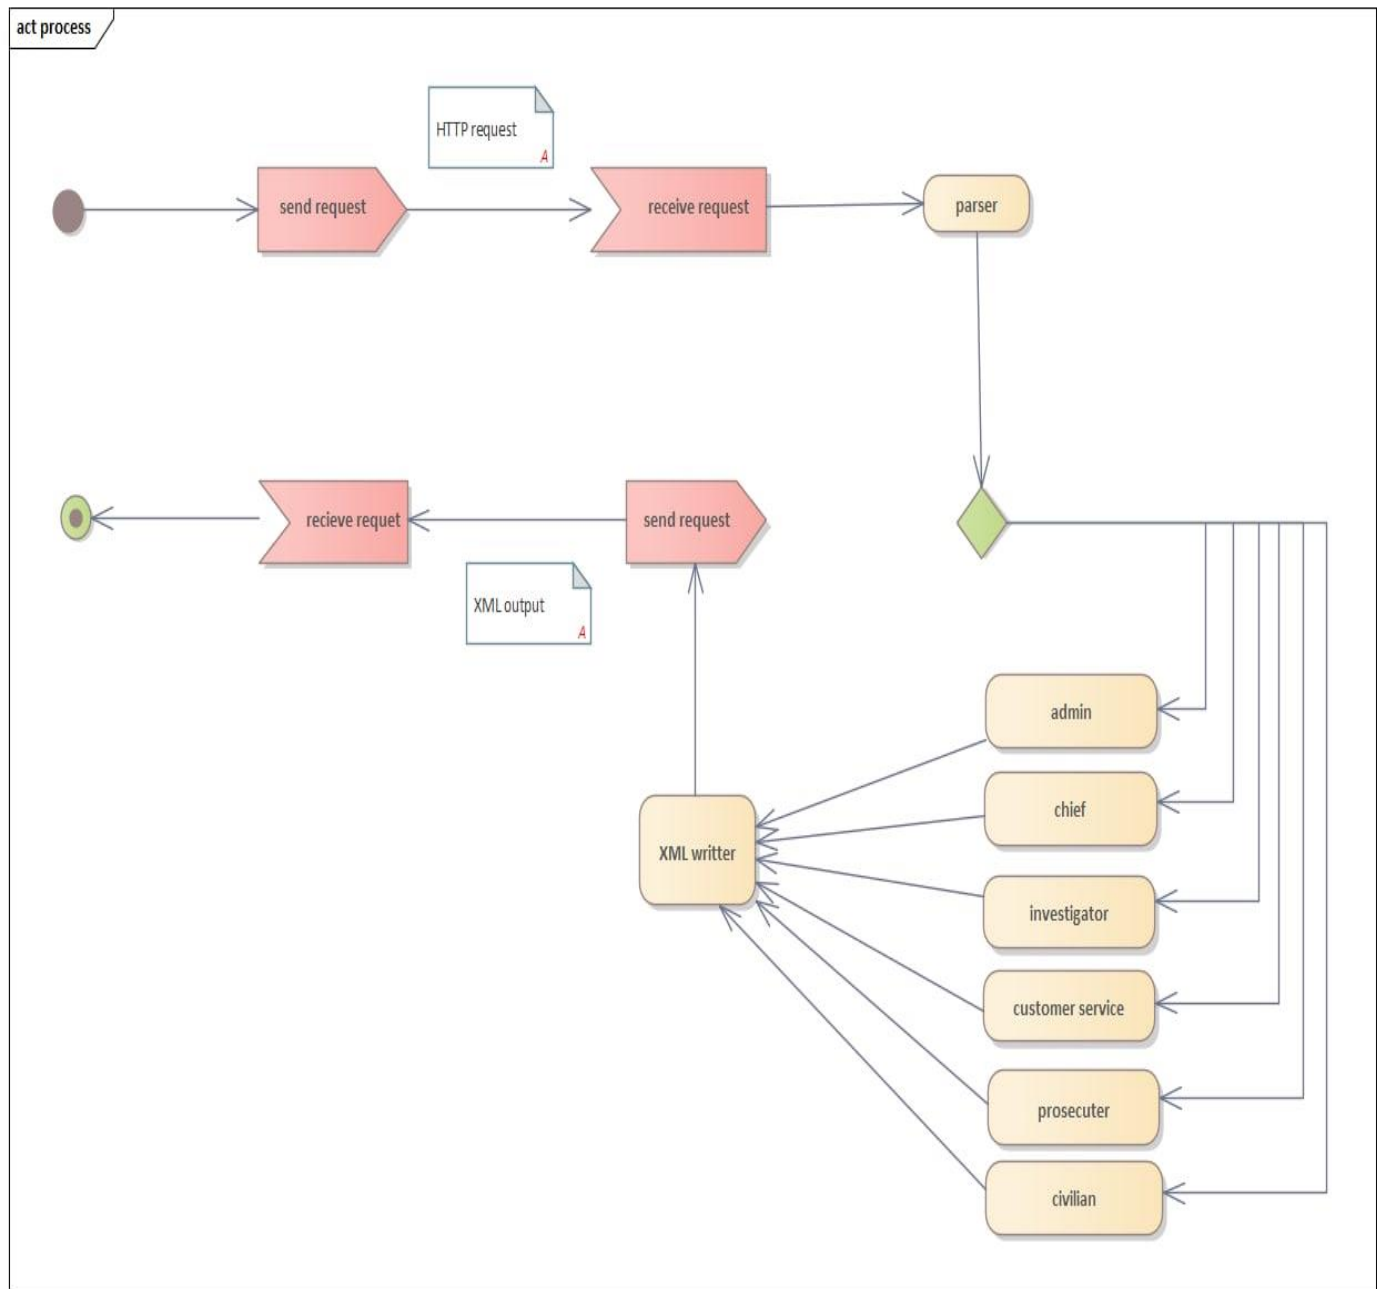 act process
HTTP request
A
send request
receive request
parser
recieve requet
send request
XML output
A
admin
chief
XML writter
investigator
customer service
prosecuter
civilian